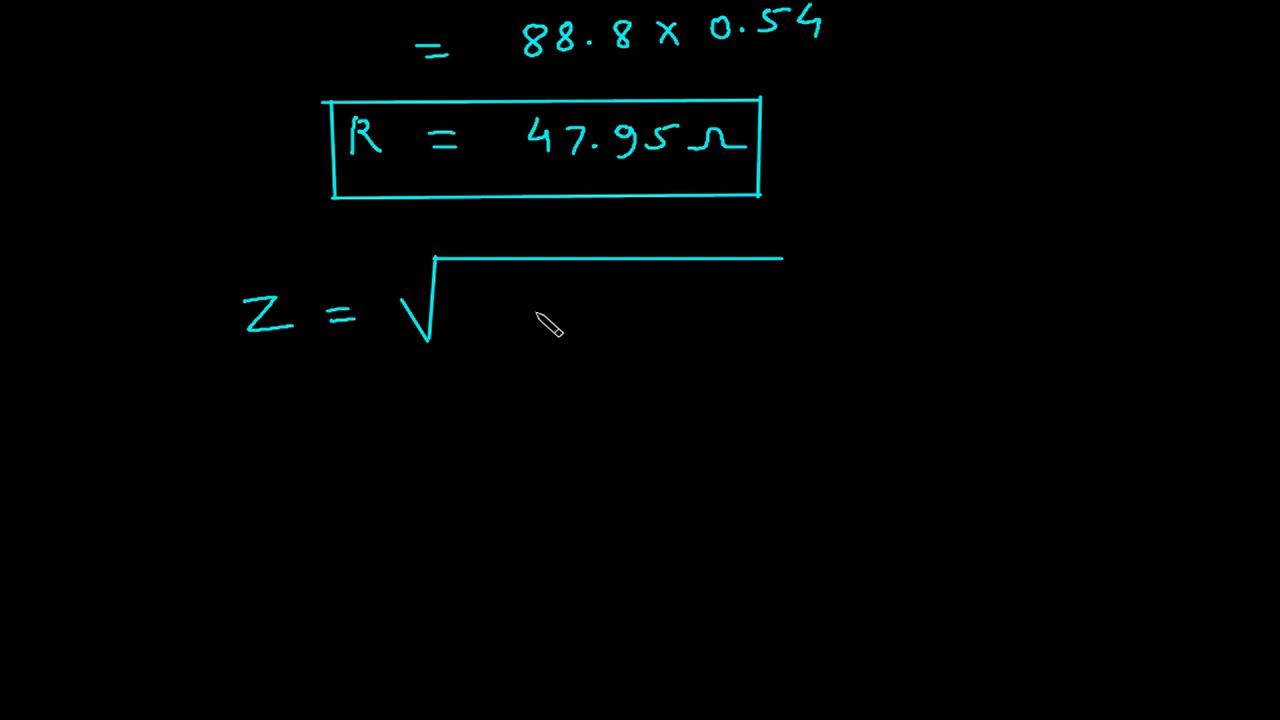 = 88.8 × 0.54
R = 47.95 Ω
Z = √